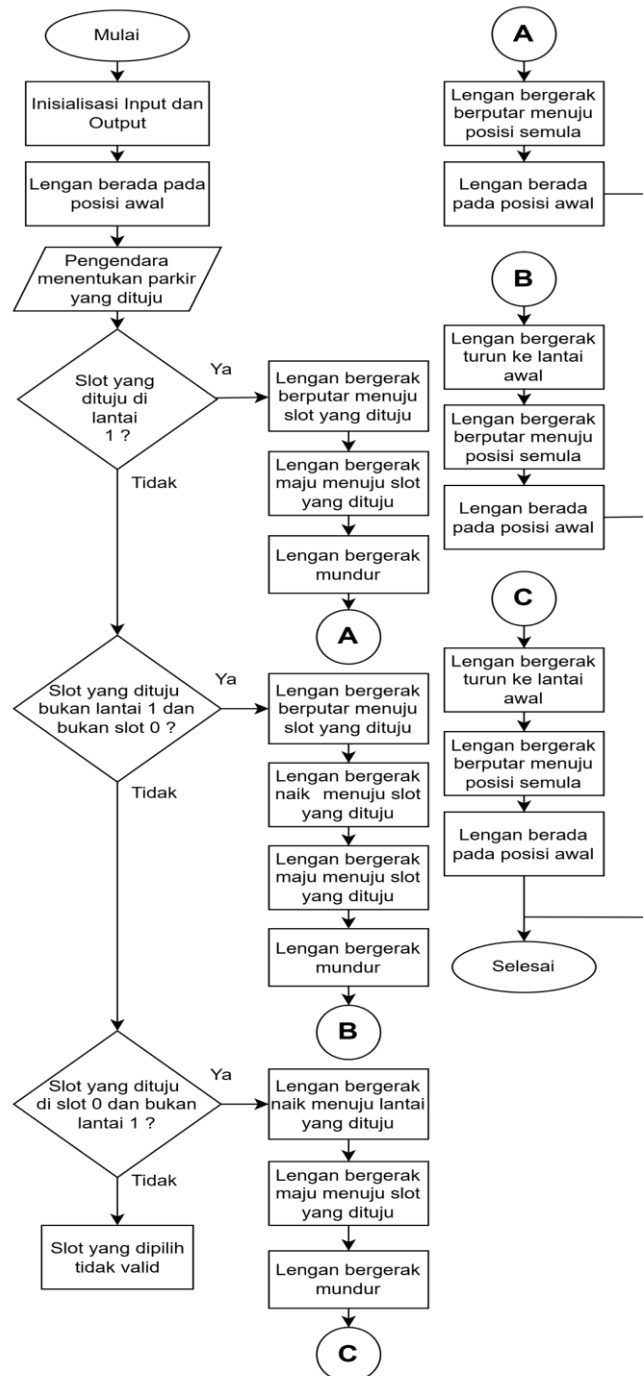 Mulai
Inisialisasi Input dan
Output
Lengan berada pada
posisi awal
Pengendara
menentukan parkir
yang dituju
Slot yang
dituju di
lantai
1 ?
Ya
Tidak
Lengan bergerak
berputar menuju
slot yang dituju
Lengan bergerak
maju menuju slot
yang dituju
Lengan bergerak
mundur
A
Slot yang dituju
bukan lantai 1 dan
bukan slot 0 ?
Ya
Tidak
Lengan bergerak
berputar menuju
slot yang dituju
Lengan bergerak
naik menuju slot
yang dituju
Lengan bergerak
maju menuju slot
yang dituju
Lengan bergerak
mundur
B
Slot yang dituju
di slot 0 dan bukan
lantai 1 ?
Ya
Tidak
Slot yang dipilih
tidak valid
Lengan bergerak
naik menuju lantai
yang dituju
Lengan bergerak
maju menuju slot
yang dituju
Lengan bergerak
mundur
C
A
Lengan bergerak
berputar menuju
posisi semula
Lengan berada
pada posisi awal
B
Lengan bergerak
turun ke lantai
awal
Lengan bergerak
berputar menuju
posisi semula
Lengan berada
pada posisi awal
C
Lengan bergerak
turun ke lantai
awal
Lengan bergerak
berputar menuju
posisi semula
Lengan berada
pada posisi awal
Selesai